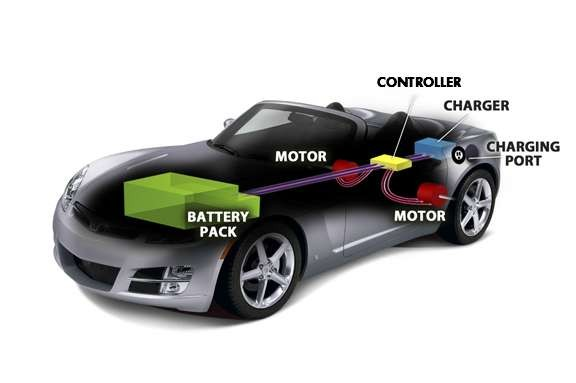 CONTROLLER
CHARGER
CHARGING
PORT
MOTOR
MOTOR
BATTERY
PACK